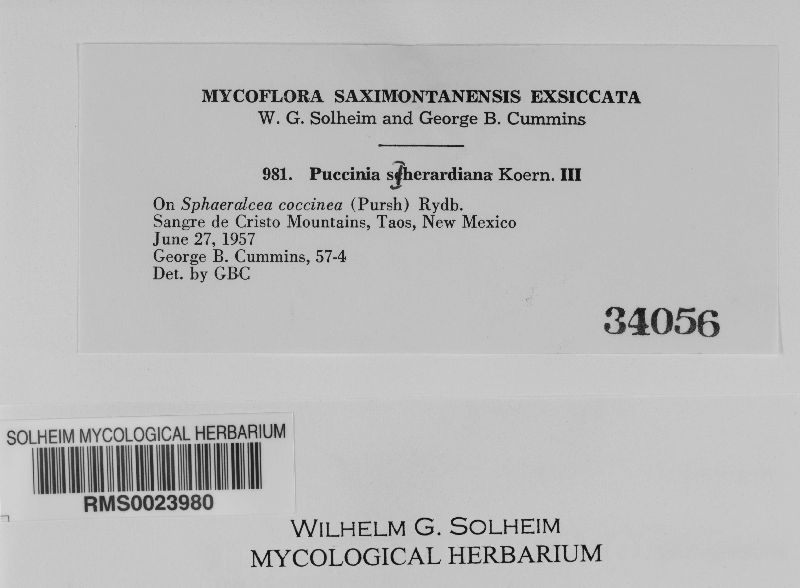 MYCOFLORA SAXIMONTANENSIS EXSICCATA
W. G. Solheim and George B. Cummins
981. Puccinia sherardiana Koern. III
On Sphaeralcea coccinea (Pursh) Rydb.
Sangre de Cristo Mountains, Taos, New Mexico
June 27, 1957
George B. Cummins, 57-4
Det. by GBC
34056
SOLHEIM MYCOLOGICAL HERBARIUM
RMS0023980
WILHELM G. SOLHEIM
MYCOLOGICAL HERBARIUM